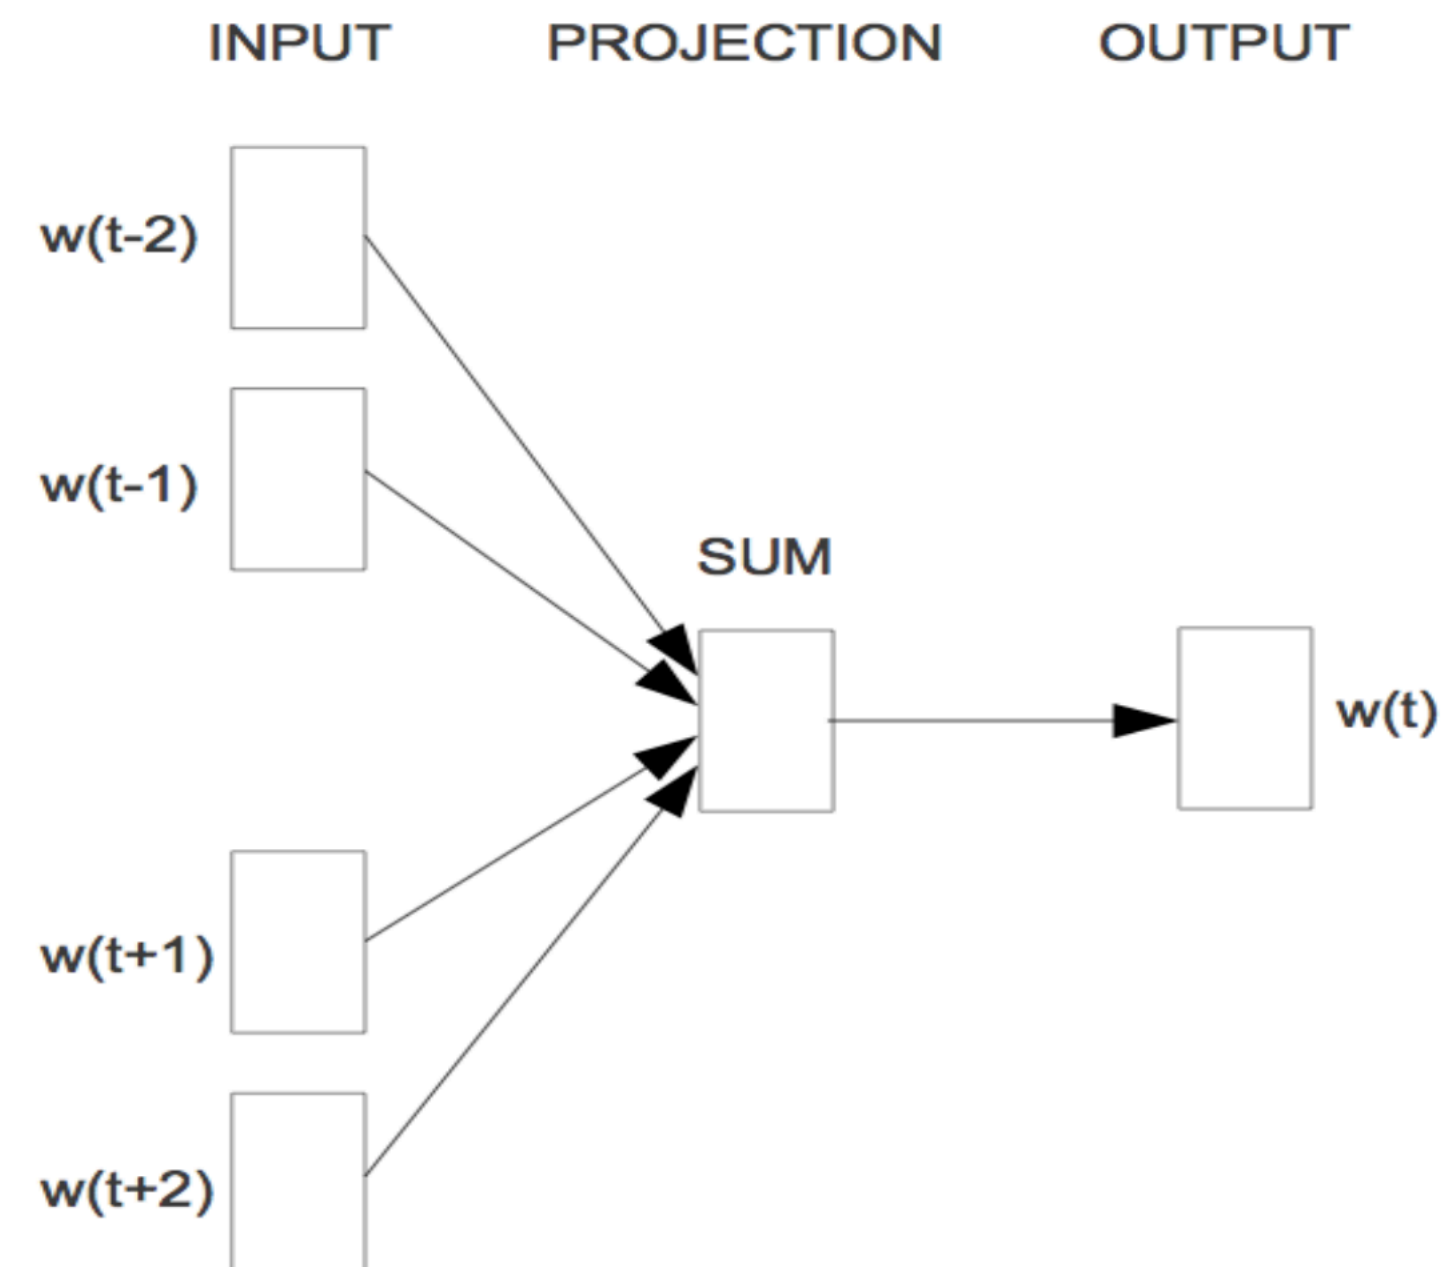 INPUT PROJECTION OUTPUT
w(t-2)
w(t-1)
SUM
w(t)
w(t+1)
w(t+2)